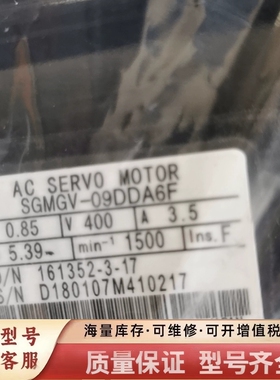 AC SERVO MOTOR
SGMGV-09DDA6F
0.85 V 400 A 3.5
5.39 min-1 1500 Ins. F
/N 161352-3-17
S/N D180107M410217
型号 海量库存·可维修·可开增值税
客服 质量保证 型号齐